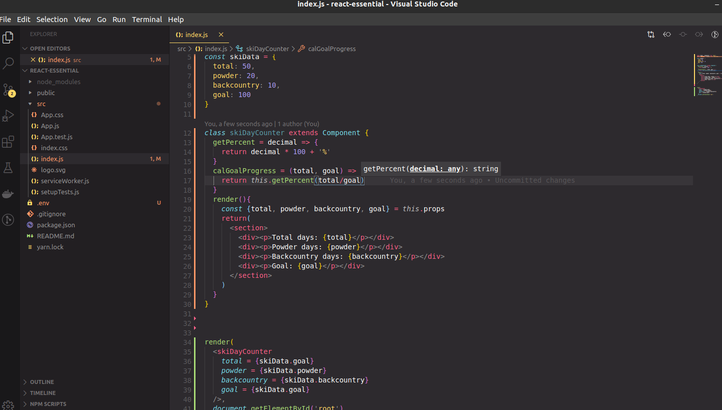 index.js - react-essential - Visual Studio Code
File Edit Selection View Go Run Terminal Help
EXPLORER
OPEN EDITORS
index.js src 1, M
REACT-ESSENTIAL
node_modules
public
src
App.css
App.js
App.test.js
index.css
index.js 1, M
logo.svg
serviceWorker.js
setupTests.js
.env U
.gitignore
package.json
README.md
yarn.lock
OUTLINE
TIMELINE
NPM SCRIPTS
index.js
src > index.js > skiDayCounter > calGoalProgress
5 const skiData = {
6 total: 50,
7 powder: 20,
8 backcountry: 10,
9 goal: 100
10 }
11
You, a few seconds ago | 1 author (You)
12 class skiDayCounter extends Component {
13 getPercent = decimal => {
14 return decimal * 100 + '%'
15 }
16 calGoalProgress = (total, goal) =>
getPercent(decimal: any): string
17 return this.getPercent(total/goal) You, a few seconds ago • Uncommitted changes
18 }
19 render(){
20 const {total, powder, backcountry, goal} = this.props
21 return(
22 <section>
23 <div><p>Total days: {total}</p></div>
24 <div><p>Powder days: {powder}</p></div>
25 <div><p>Backcountry days: {backcountry}</p></div>
26 <div><p>Goal: {goal}</p></div>
27 </section>
28 )
29 }
30 }
31
32
33
34 render(
35 <skiDayCounter
36 total = {skiData.goal}
37 powder = {skiData.powder}
38 backcountry = {skiData.backcountry}
39 goal = {skiData.goal}
40 />,
document.getElementById('root')